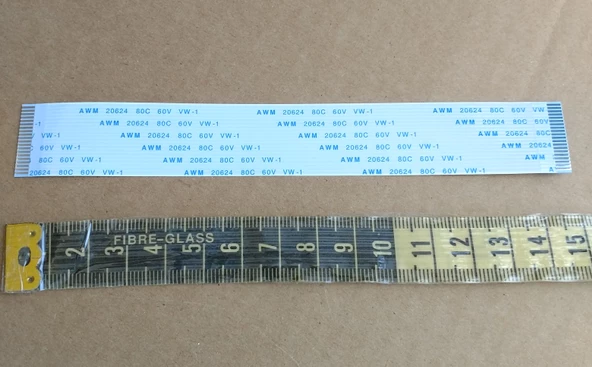 AWM 20624 80C 60V VW-1 AWM 20624 80C 60V VW-1 AWM 20624 80C 60V VW
-1 AWM 20624 80C 60V VW-1 AWM 20624 80C 60V VW-1 AWM 20624 80C 60V
VW-1 AWM 20624 80C 60V VW-1 AWM 20624 80C 60V VW-1 AWM 20624 80C
60V VW-1 AWM 20624 80C 60V VW-1 AWM 20624 80C 60V VW-1 AWM 20624
80C 60V VW-1 AWM 20624 80C 60V VW-1 AWM 20624 80C 60V VW-1 AWM
20624 80C 60V VW-1 AWM 20624 80C 60V VW-1 AWM 20624 80C 60V VW-1 A
FIBRE-GLASS
2 3 4 5 6 7 8 9 10 11 12 13 14 15